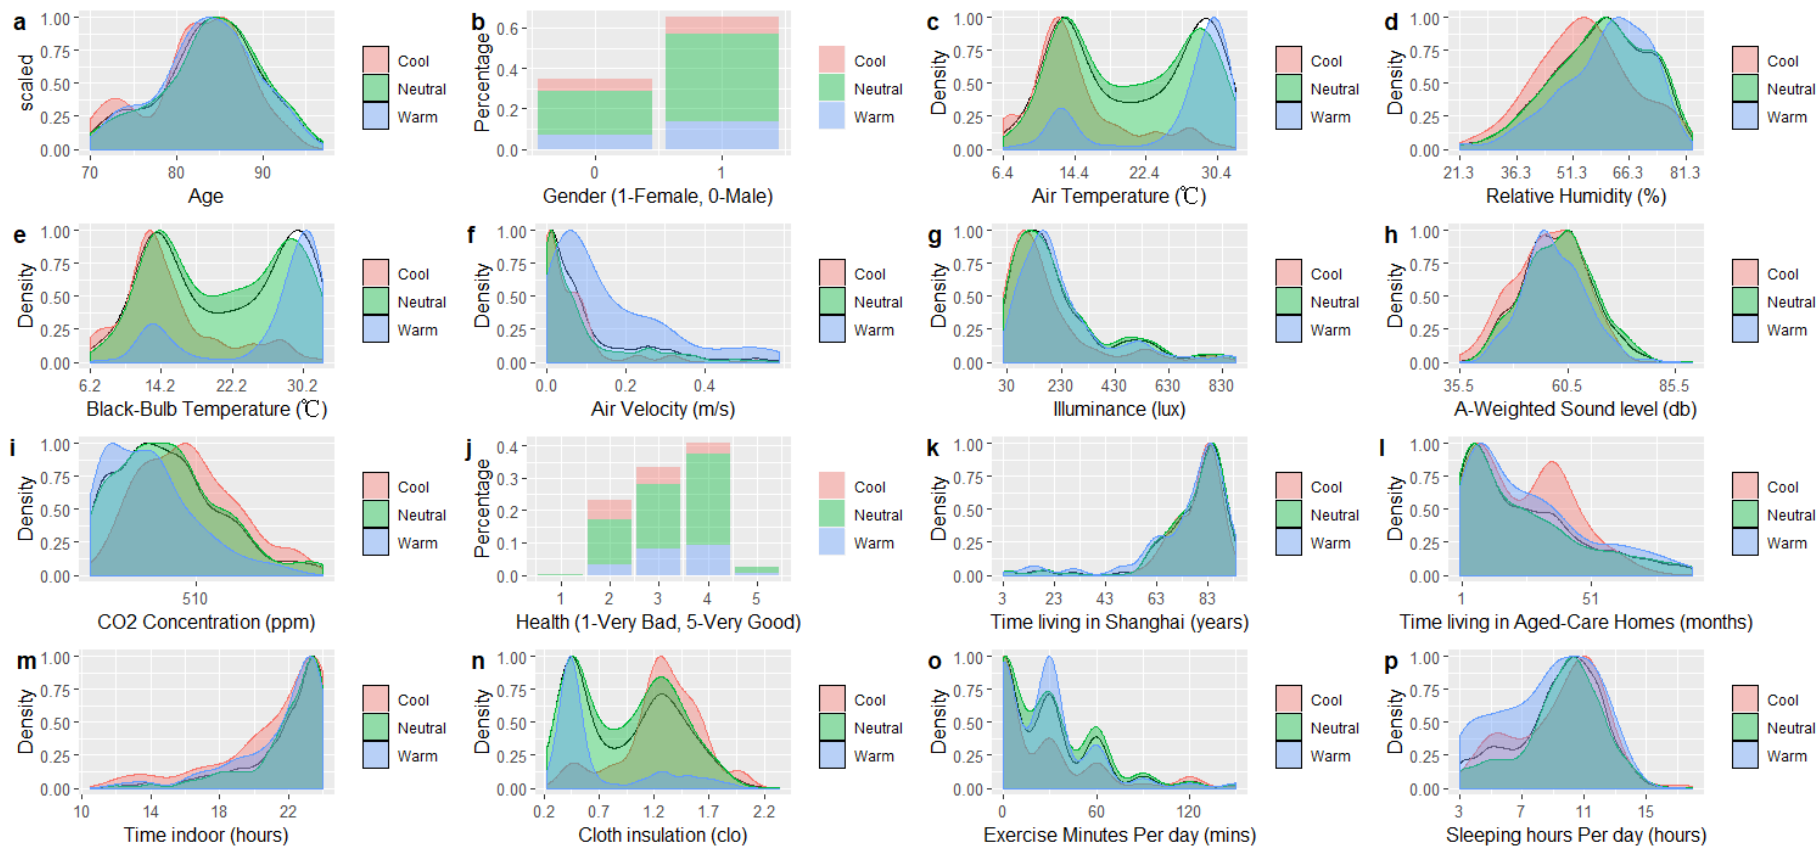 a
scaled
1.00
0.75
0.50
0.25
0.00
70 80 90
Age
Cool
Neutral
Warm
b
Percentage
0.6
0.4
0.2
0.0
0 1
Gender (1-Female, 0-Male)
Cool
Neutral
Warm
c
Density
1.00
0.75
0.50
0.25
0.00
6.4 14.4 22.4 30.4
Air Temperature (℃)
Cool
Neutral
Warm
d
Density
1.00
0.75
0.50
0.25
0.00
21.3 36.3 51.3 66.3 81.3
Relative Humidity (%)
Cool
Neutral
Warm
e
Density
1.00
0.75
0.50
0.25
0.00
6.2 14.2 22.2 30.2
Black-Bulb Temperature (℃)
Cool
Neutral
Warm
f
Density
1.00
0.75
0.50
0.25
0.00
0.0 0.2 0.4
Air Velocity (m/s)
Cool
Neutral
Warm
g
Density
1.00
0.75
0.50
0.25
0.00
30 230 430 630 830
Illuminance (lux)
Cool
Neutral
Warm
h
Density
1.00
0.75
0.50
0.25
0.00
35.5 60.5 85.5
A-Weighted Sound level (db)
Cool
Neutral
Warm
i
Density
1.00
0.75
0.50
0.25
0.00
510
CO2 Concentration (ppm)
Cool
Neutral
Warm
j
Percentage
0.4
0.3
0.2
0.1
0.0
1 2 3 4 5
Health (1-Very Bad, 5-Very Good)
Cool
Neutral
Warm
k
Density
1.00
0.75
0.50
0.25
0.00
3 23 43 63 83
Time living in Shanghai (years)
Cool
Neutral
Warm
l
Density
1.00
0.75
0.50
0.25
0.00
1 51
Time living in Aged-Care Homes (months)
Cool
Neutral
Warm
m
Density
1.00
0.75
0.50
0.25
0.00
10 14 18 22
Time indoor (hours)
Cool
Neutral
Warm
n
Density
1.00
0.75
0.50
0.25
0.00
0.2 0.7 1.2 1.7 2.2
Cloth insulation (clo)
Cool
Neutral
Warm
o
Density
1.00
0.75
0.50
0.25
0.00
0 60 120
Exercise Minutes Per day (mins)
Cool
Neutral
Warm
p
Density
1.00
0.75
0.50
0.25
0.00
3 7 11 15
Sleeping hours Per day (hours)
Cool
Neutral
Warm